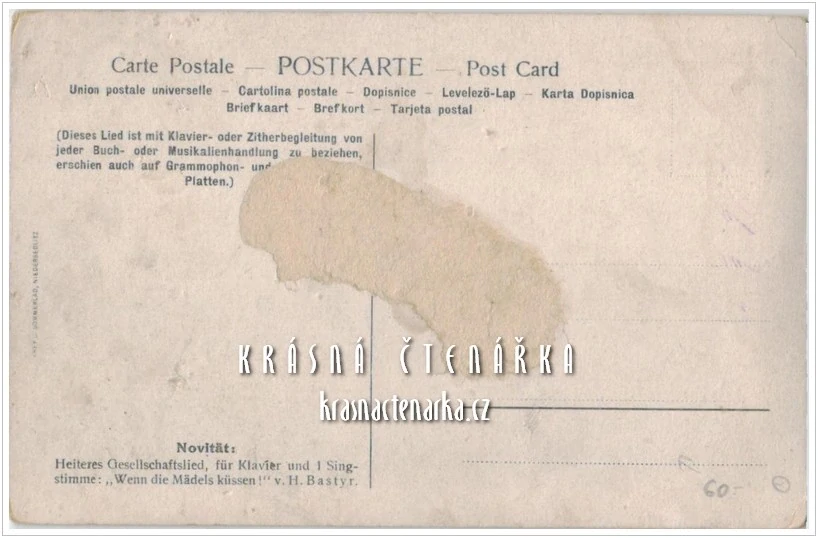 Carte Postale — POSTKARTE — Post Card
Union postale universelle – Cartolina postale – Dopisnice – Levelezö-Lap – Karta Dopisnica
Briefkaart – Brefkort – Tarjeta postal
(Dieses Lied ist mit Klavier- oder Zitherbegleitung von
jeder Buch- oder Musikalienhandlung zu beziehen,
erschien auch auf Grammophon- und
Platten.)
NIEDERSEDLITZ
KRÁSNÁ ČTENÁŘKA
krasnactenarka.cz
Novität:
Heiteres Gesellschaftslied, für Klavier und 1 Sing-
stimme: „Wenn die Mädels küssen!" v. H. Bastyr.
60.-